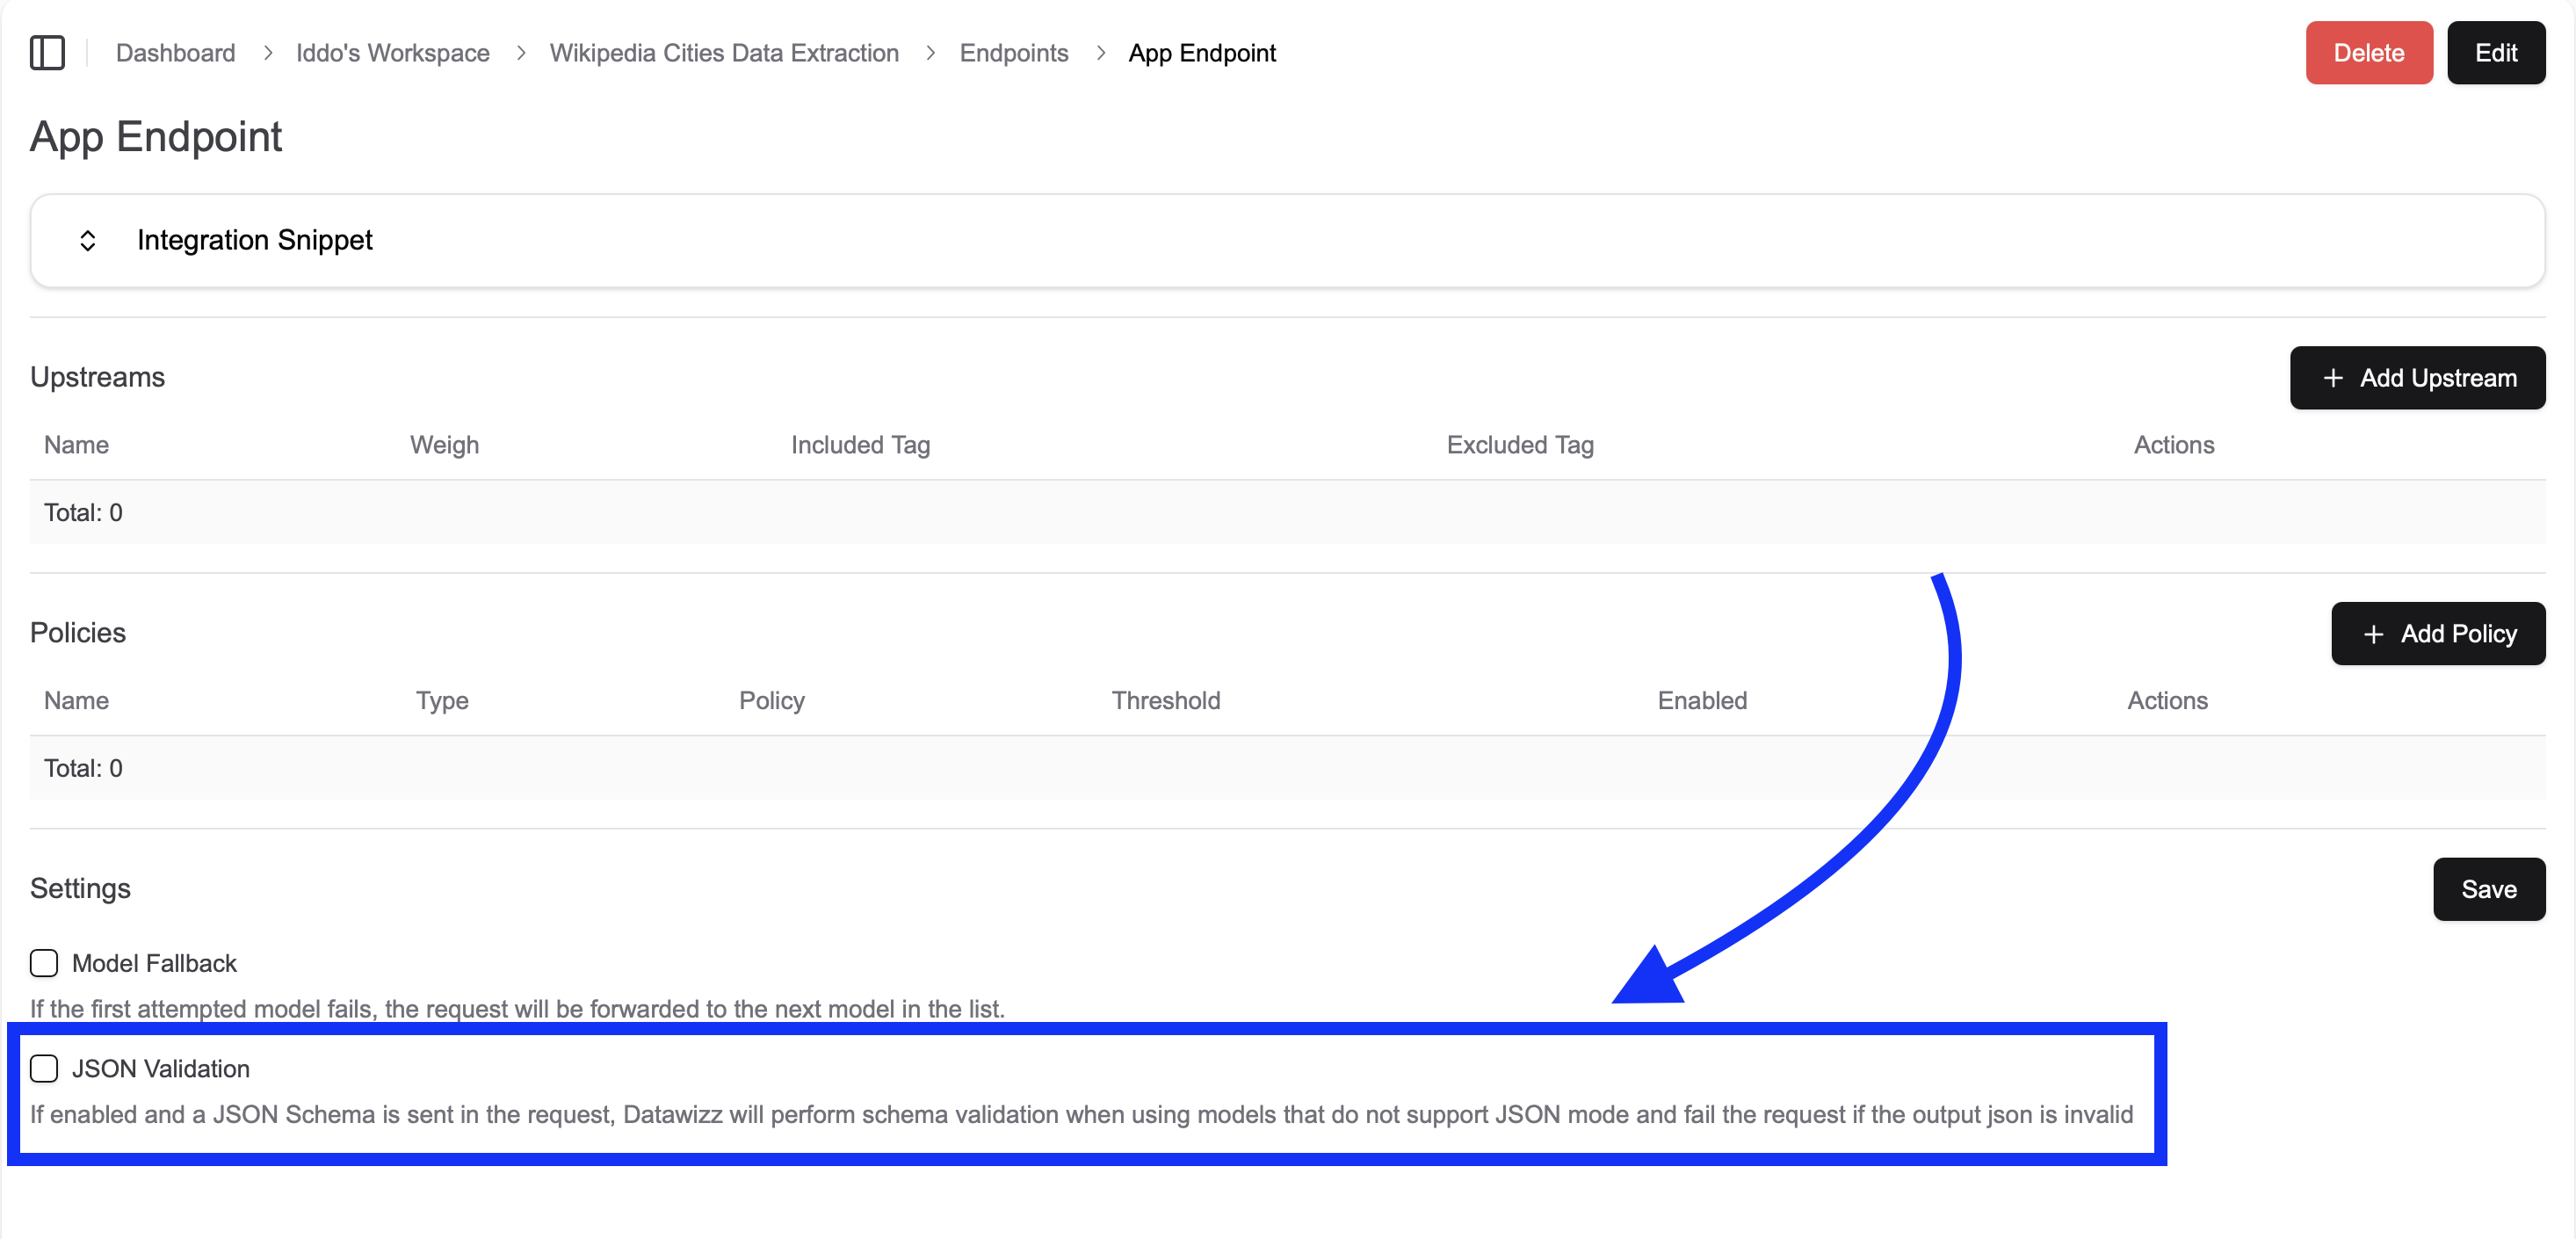 Dashboard > Iddo's Workspace > Wikipedia Cities Data Extraction > Endpoints > App Endpoint
Delete
Edit
App Endpoint
Integration Snippet
Upstreams
+ Add Upstream
Name Weigh Included Tag Excluded Tag Actions
Total: 0
Policies
+ Add Policy
Name Type Policy Threshold Enabled Actions
Total: 0
Settings
Save
Model Fallback
If the first attempted model fails, the request will be forwarded to the next model in the list.
JSON Validation
If enabled and a JSON Schema is sent in the request, Datawizz will perform schema validation when using models that do not support JSON mode and fail the request if the output json is invalid